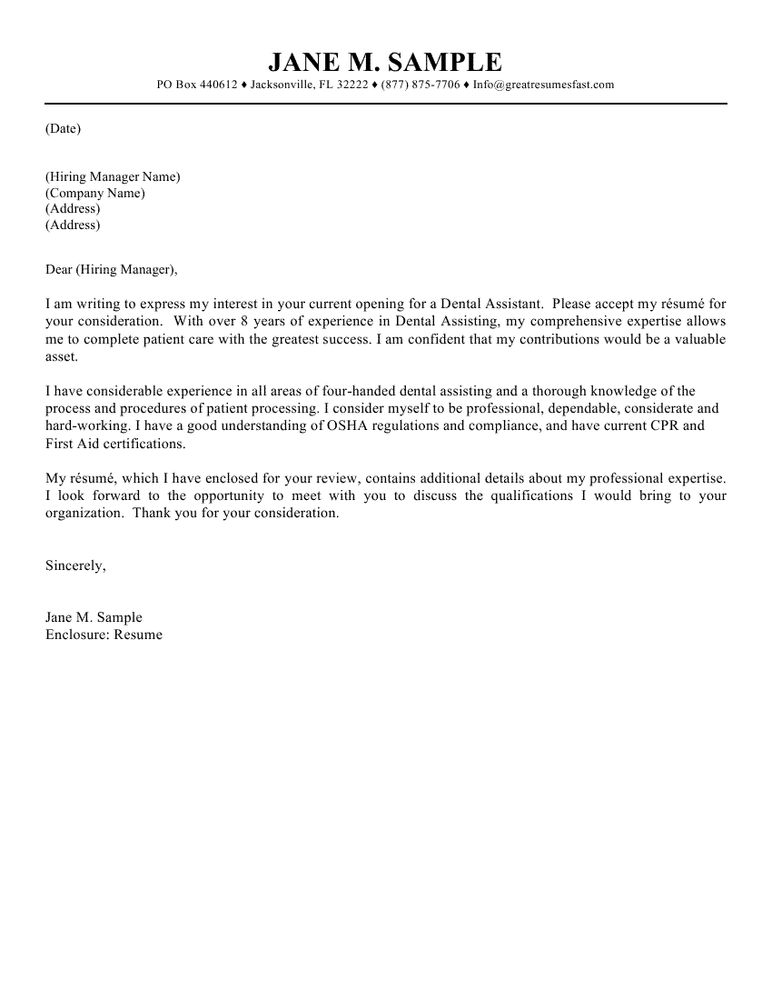 JANE M. SAMPLE
PO Box 440612 ♦ Jacksonville, FL 32222 ♦ (877) 875-7706 ♦ Info@greatresumesfast.com
(Date)
(Hiring Manager Name)
(Company Name)
(Address)
(Address)
Dear (Hiring Manager),
I am writing to express my interest in your current opening for a Dental Assistant.  Please accept my résumé for
your consideration.  With over 8 years of experience in Dental Assisting, my comprehensive expertise allows
me to complete patient care with the greatest success. I am confident that my contributions would be a valuable
asset.
I have considerable experience in all areas of four-handed dental assisting and a thorough knowledge of the
process and procedures of patient processing. I consider myself to be professional, dependable, considerate and
hard-working. I have a good understanding of OSHA regulations and compliance, and have current CPR and
First Aid certifications.
My résumé, which I have enclosed for your review, contains additional details about my professional expertise.
I look forward to the opportunity to meet with you to discuss the qualifications I would bring to your
organization.  Thank you for your consideration.
Sincerely,
Jane M. Sample
Enclosure: Resume